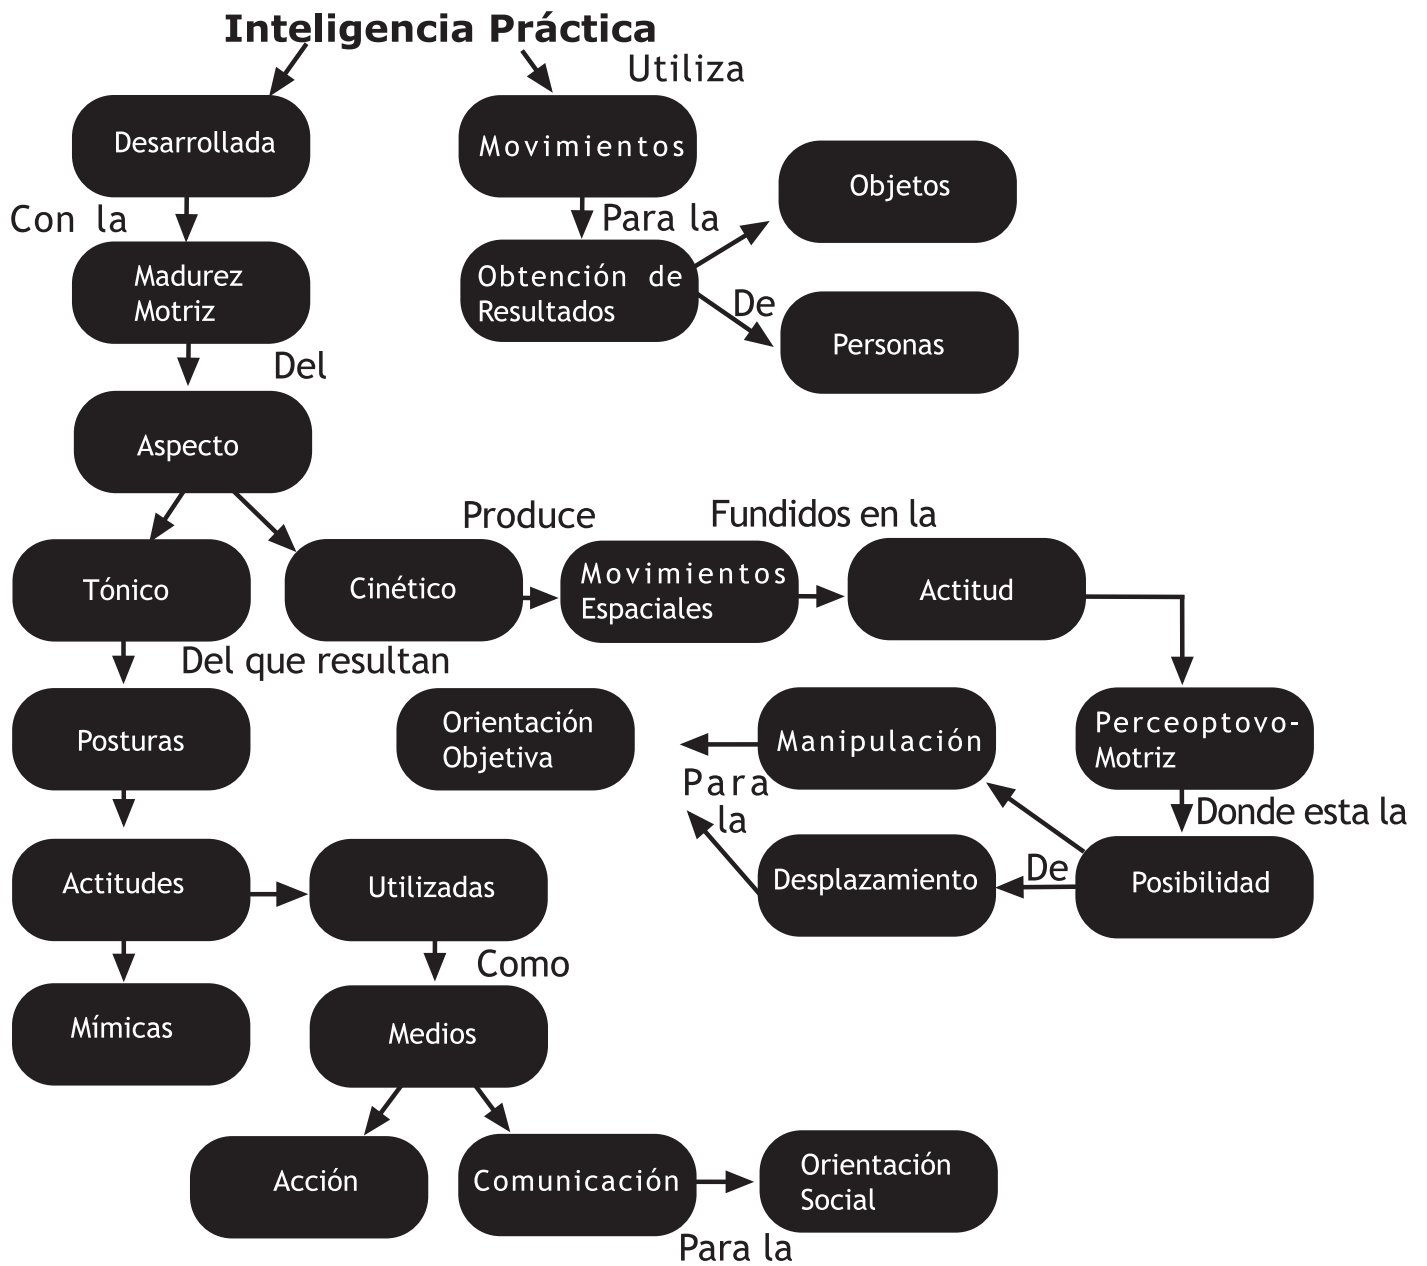 Inteligencia Práctica
Utiliza
Desarrollada
Movimientos
Objetos
Con la
Para la
Madurez
Motriz
Obtención de
Resultados
De
Personas
Del
Aspecto
Produce
Fundidos en la
Tónico
Cinético
Movimientos
Espaciales
Actitud
Del que resultan
Posturas
Orientación
Objetiva
Manipulación
Perceoptovo-
Motriz
Para
la
Donde esta la
Actitudes
Utilizadas
Desplazamiento
De
Posibilidad
Como
Mímicas
Medios
Acción
Comunicación
Orientación
Social
Para la